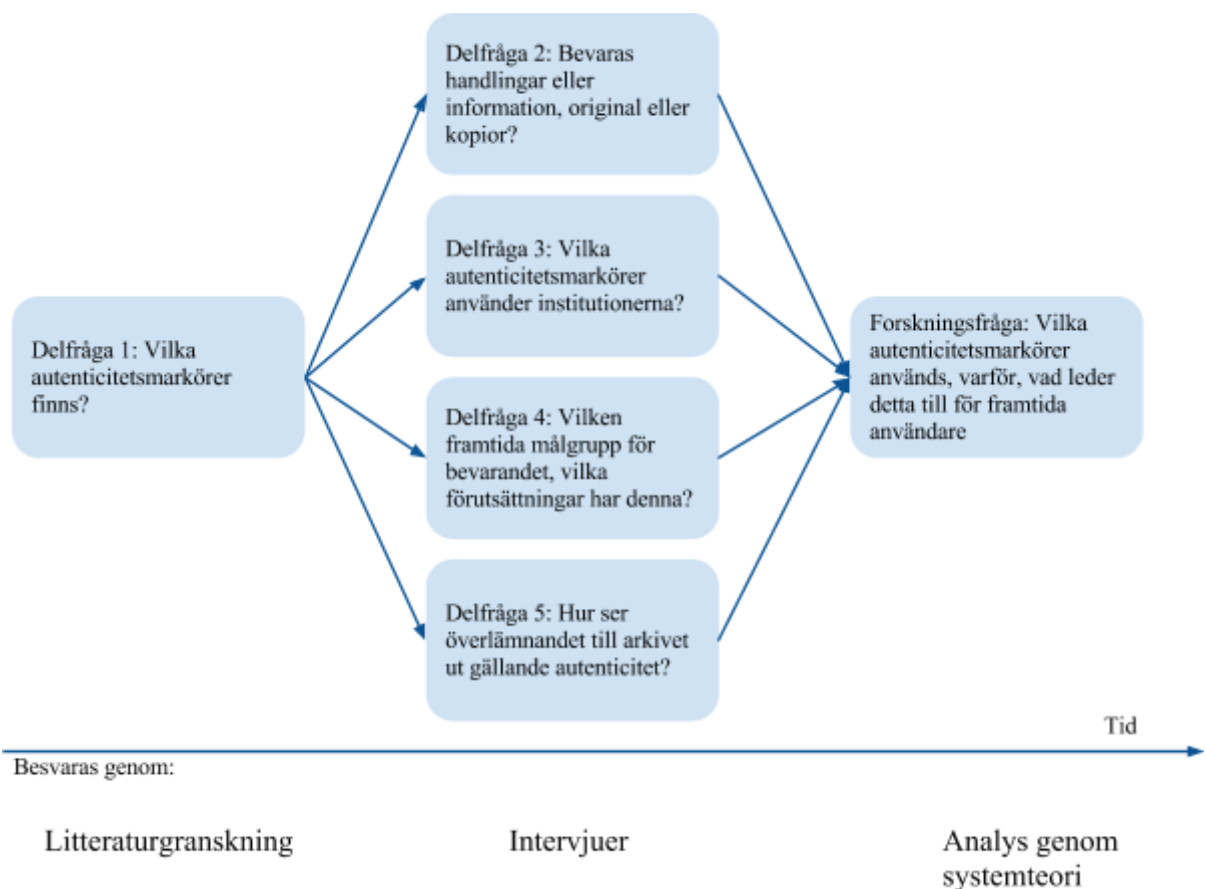 Delfråga 1: Vilka
autenticitetsmarkörer
finns?
Delfråga 2: Bevaras
handlingar eller
information, original eller
kopior?
Delfråga 3: Vilka
autenticitetsmarkörer
använder institutionerna?
Delfråga 4: Vilken
framtida målgrupp för
bevarandet, vilka
förutsättningar har denna?
Delfråga 5: Hur ser
överlämnandet till arkivet
ut gällande autenticitet?
Forskningsfråga: Vilka
autenticitetsmarkörer
används, varför, vad leder
detta till för framtida
användare
Tid
Besvaras genom:
Litteraturgranskning
Intervjuer
Analys genom
systemteori